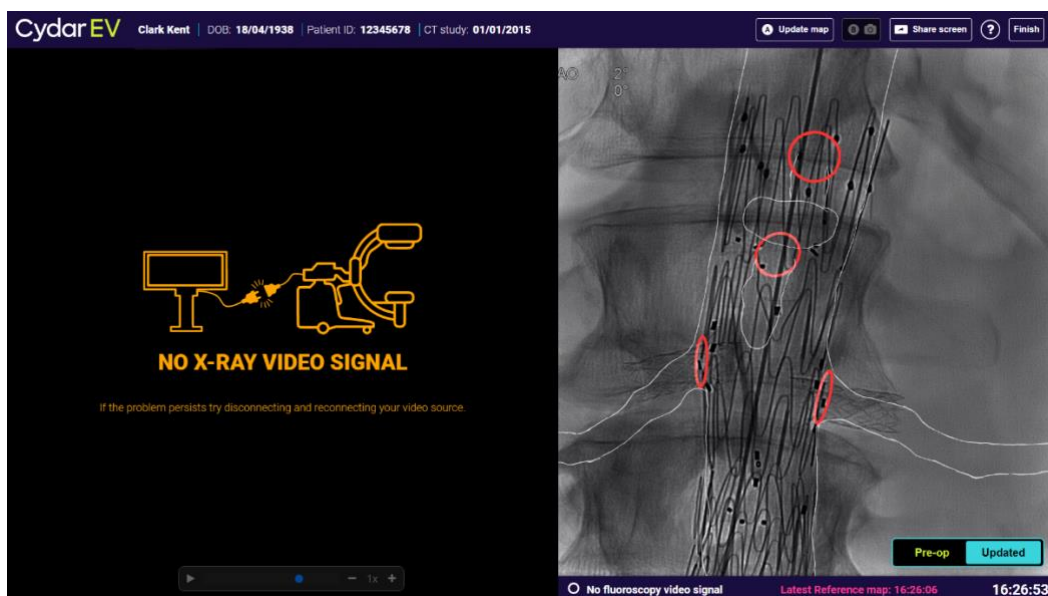 Cydar EV Clark Kent DOB: 18/04/1938 Patient ID: 12345678 CT study: 01/01/2015 A Update map Share screen ? Finish
AO 2°
0°
NO X-RAY VIDEO SIGNAL
If the problem persists try disconnecting and reconnecting your video source.
Pre-op Updated
1x
No fluoroscopy video signal Latest Reference map: 16:26:06 16:26:53